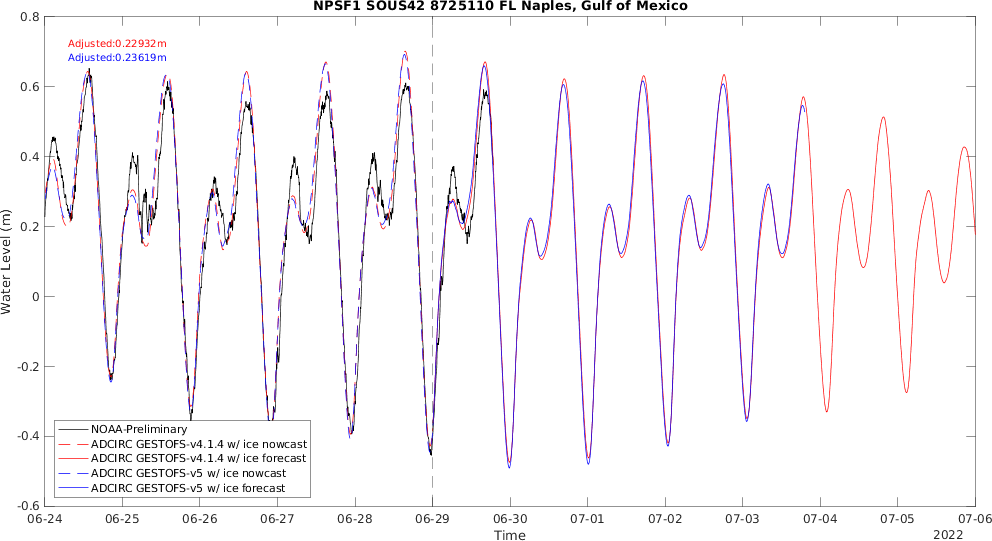 NPSF1 SOUS42 8725110 FL Naples, Gulf of Mexico
Adjusted:0.22932m
Adjusted:0.23619m
0.8
0.6
0.4
0.2
0
-0.2
-0.4
-0.6
Water Level (m)
NOAA-Preliminary
ADCIRC GESTOFS-v4.1.4 w/ ice nowcast
ADCIRC GESTOFS-v4.1.4 w/ ice forecast
ADCIRC GESTOFS-v5 w/ ice nowcast
ADCIRC GESTOFS-v5 w/ ice forecast
06-24 06-25 06-26 06-27 06-28 06-29 06-30 07-01 07-02 07-03 07-04 07-05 07-06
Time
2022